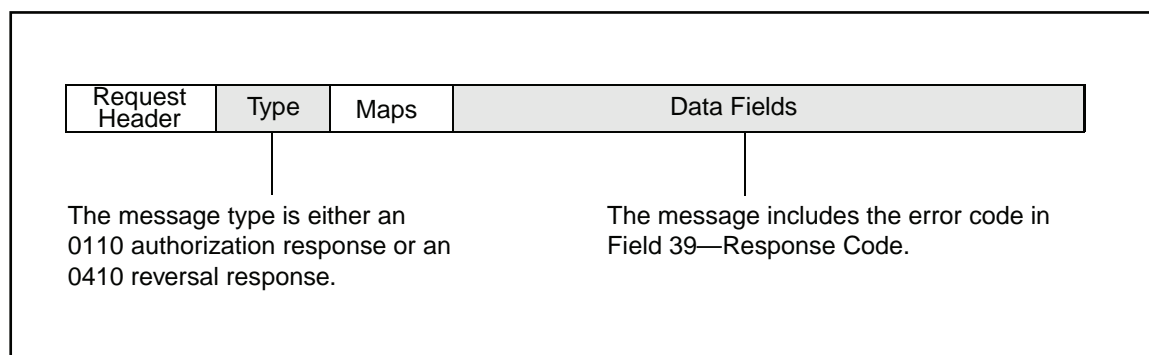 Request
Header
Type
Maps
Data Fields
The message type is either an
0110 authorization response or an
0410 reversal response.
The message includes the error code in
Field 39—Response Code.